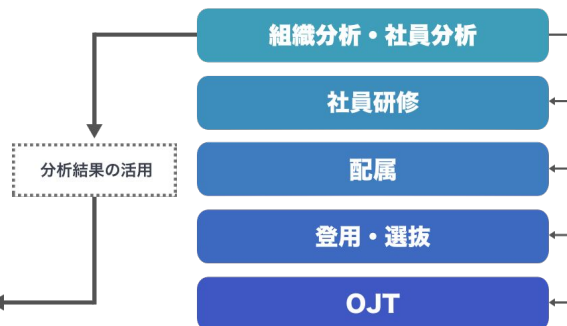 組織分析・社員分析
社員研修
分析結果の活用
配属
登用・選抜
OJT